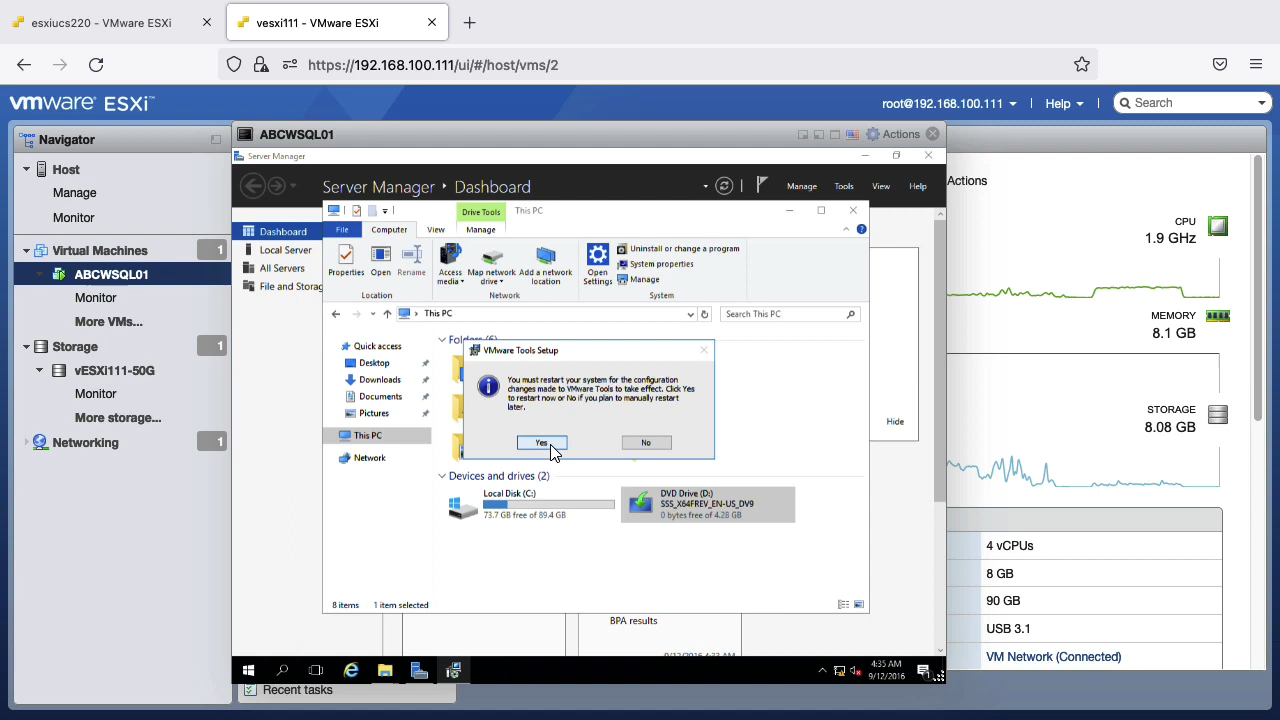 esxiucs220 - VMware ESXi
vesxi111 - VMware ESXi
https://192.168.100.111/ui/#/host/vms/2
vmware ESXi™
root@192.168.100.111
Help
Search
Navigator
Host
Manage
Monitor
Virtual Machines
1
ABCWSQL01
Monitor
More VMs...
Storage
1
vESXi111-50G
Monitor
More storage...
Networking
1
ABCWSQL01
Actions
Server Manager
Server Manager
Dashboard
Manage
Tools
View
Help
Dashboard
Local Server
All Servers
File and Storag
Drive Tools
This PC
File
Computer
View
Manage
Properties
Open
Rename
Location
Access media
Map network drive
Add a network location
Network
Open Settings
Uninstall or change a program
System properties
Manage
System
This PC
Search This PC
Quick access
Desktop
Downloads
Documents
Pictures
This PC
Network
Folders (6)
VMware Tools Setup
You must restart your system for the configuration
changes made to VMware Tools to take effect. Click Yes
to restart now or No if you plan to manually restart
later.
Yes
No
Devices and drives (2)
Local Disk (C:)
73.7 GB free of 89.4 GB
DVD Drive (D:)
SSS_X64FREV_EN-US_DV9
0 bytes free of 4.28 GB
8 items
1 item selected
Hide
BPA results
9/12/2016 4:33 AM
4:35 AM
9/12/2016
Recent tasks
Actions
CPU
1.9 GHz
MEMORY
8.1 GB
STORAGE
8.08 GB
4 vCPUs
8 GB
90 GB
USB 3.1
VM Network (Connected)